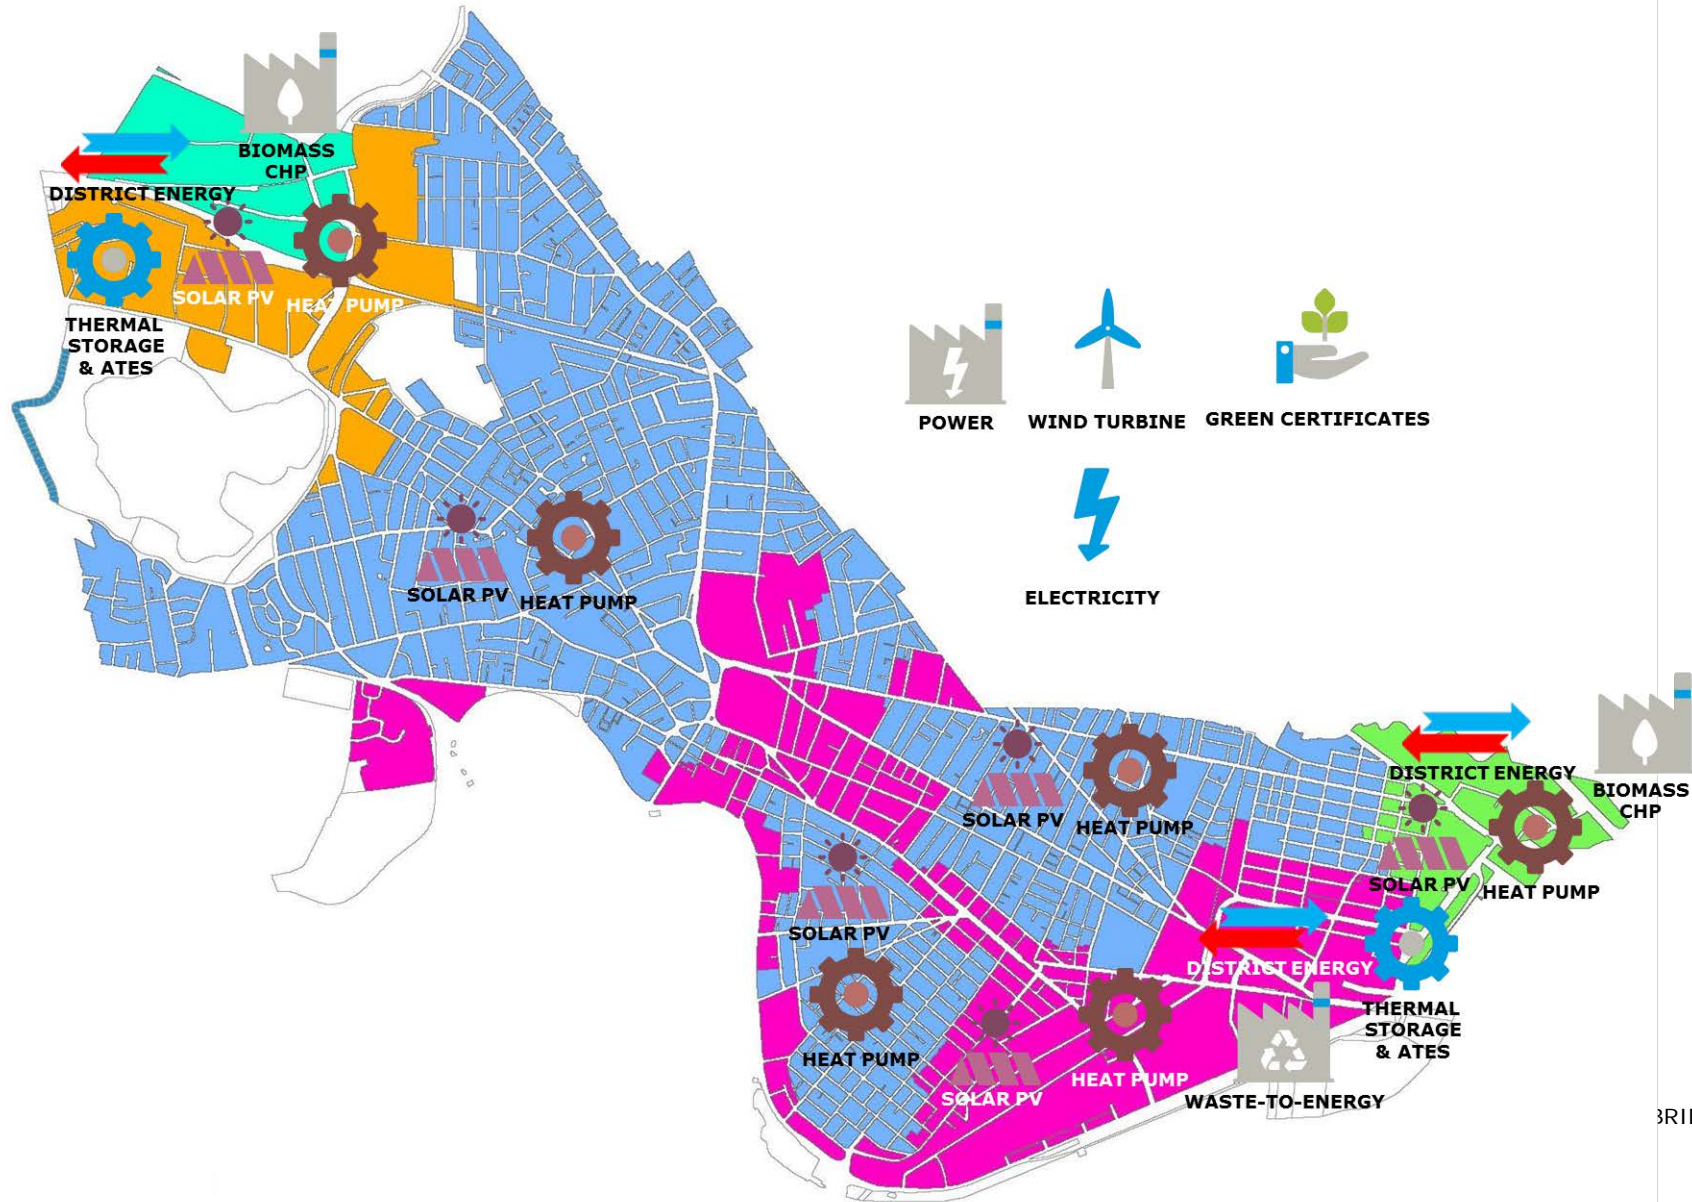 BIOMASS
CHP
DISTRICT ENERGY
SOLAR PV
HEAT PUMP
THERMAL
STORAGE
& ATES
POWER
WIND TURBINE
GREEN CERTIFICATES
ELECTRICITY
SOLAR PV
HEAT PUMP
DISTRICT ENERGY
BIOMASS
CHP
SOLAR PV
HEAT PUMP
SOLAR PV
HEAT PUMP
SOLAR PV
HEAT PUMP
DISTRICT ENERGY
THERMAL
STORAGE
& ATES
HEAT PUMP
SOLAR PV
WASTE-TO-ENERGY